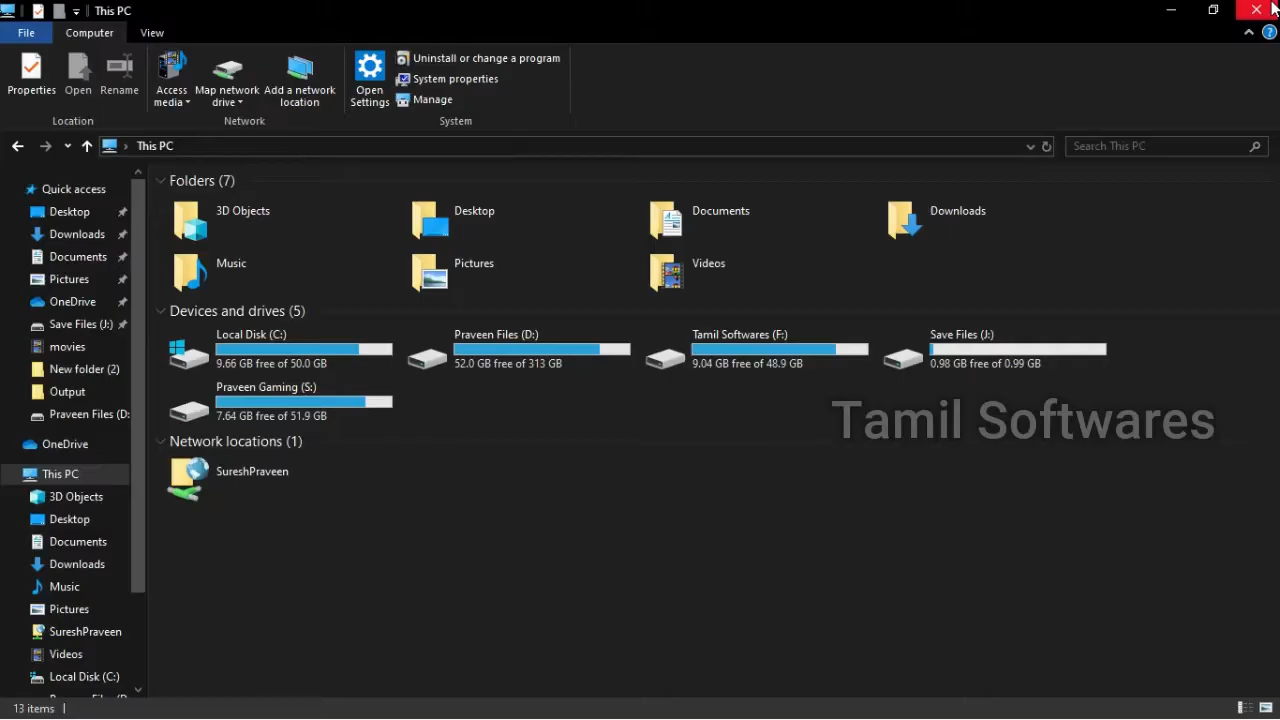 This PC
File
Computer
View
Properties
Open
Rename
Access media
Map network drive
Add a network location
Open Settings
Uninstall or change a program
System properties
Manage
Location
Network
System
This PC
Search This PC
Quick access
Desktop
Downloads
Documents
Pictures
OneDrive
Save Files (J:)
movies
New folder (2)
Output
Praveen Files (D:
OneDrive
This PC
3D Objects
Desktop
Documents
Downloads
Music
Pictures
SureshPraveen
Videos
Local Disk (C:)
Folders (7)
3D Objects
Desktop
Documents
Downloads
Music
Pictures
Videos
Devices and drives (5)
Local Disk (C:)
9.66 GB free of 50.0 GB
Praveen Files (D:)
52.0 GB free of 313 GB
Tamil Softwares (F:)
9.04 GB free of 48.9 GB
Save Files (J:)
0.98 GB free of 0.99 GB
Praveen Gaming (S:)
7.64 GB free of 51.9 GB
Tamil Softwares
Network locations (1)
SureshPraveen
13 items